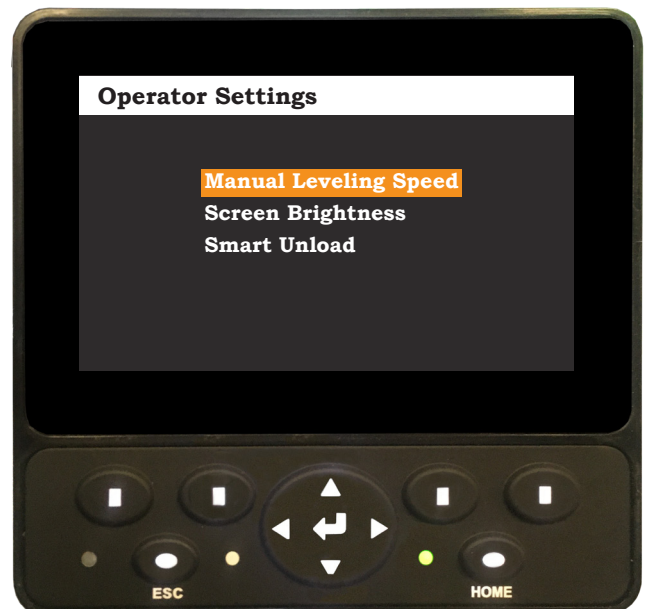 Operator Settings
Manual Leveling Speed
Screen Brightness
Smart Unload
ESC
HOME